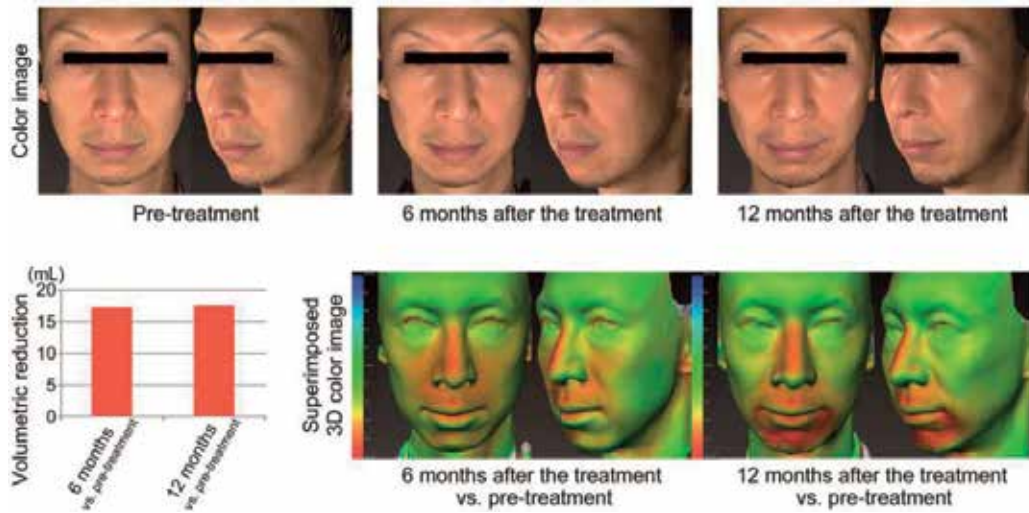 Color image
Pre-treatment
6 months after the treatment
12 months after the treatment
Volumetric reduction
(mL)
20
15
10
5
0
6 months
vs. pre-treatment
12 months
vs. pre-treatment
Superimposed
3D color image
6 months after the treatment
vs. pre-treatment
12 months after the treatment
vs. pre-treatment